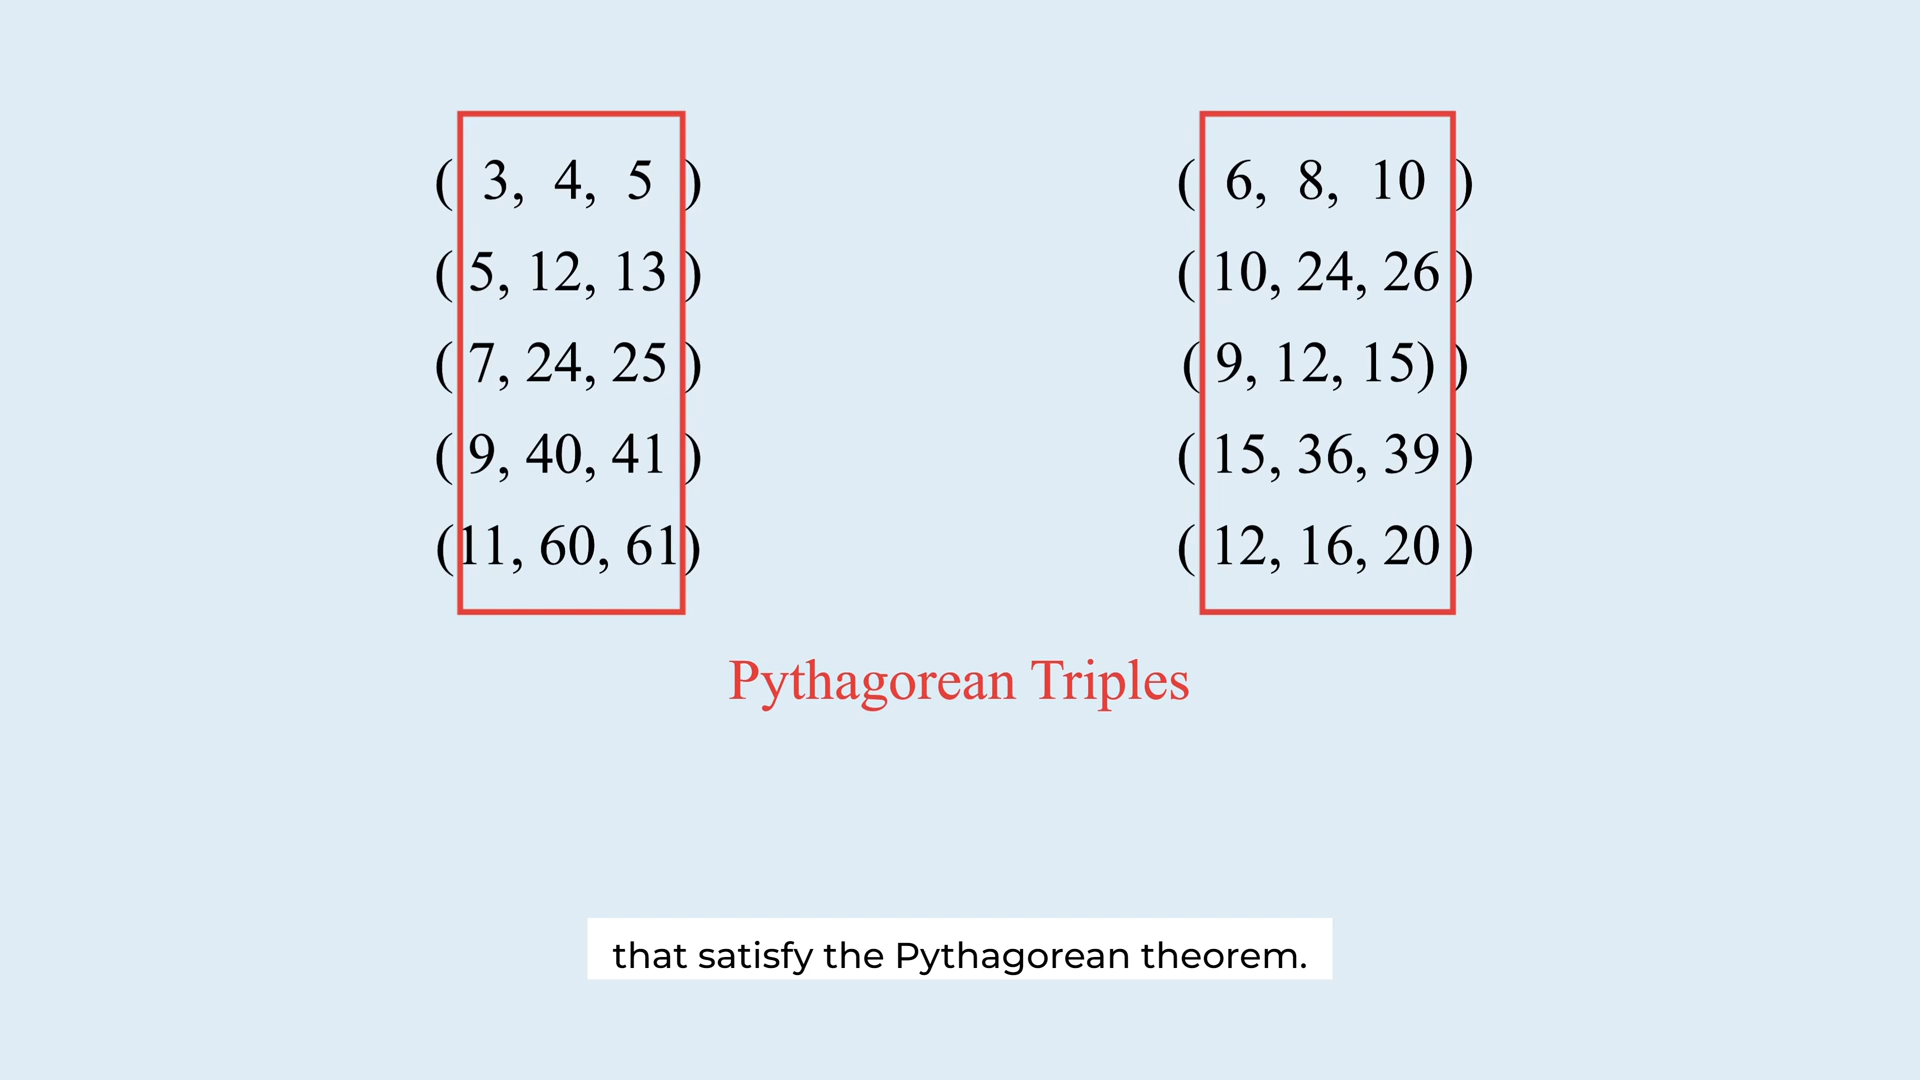 ( 3, 4, 5 )
( 5, 12, 13 )
( 7, 24, 25 )
( 9, 40, 41 )
(11, 60, 61)
( 6, 8, 10 )
( 10, 24, 26 )
( 9, 12, 15) )
( 15, 36, 39 )
( 12, 16, 20 )
Pythagorean Triples
that satisfy the Pythagorean theorem.